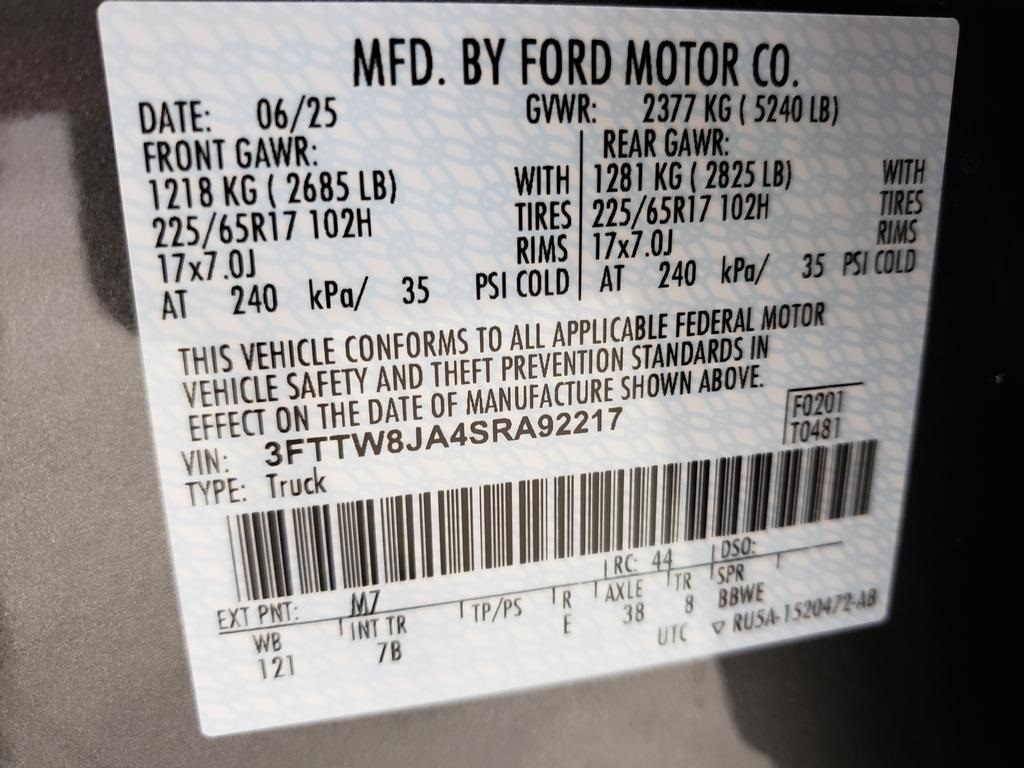 MFD. BY FORD MOTOR CO.
DATE: 06/25 GVWR: 2377 KG ( 5240 LB)
FRONT GAWR: REAR GAWR:
1218 KG ( 2685 LB) WITH 1281 KG ( 2825 LB) WITH
225/65R17 102H TIRES 225/65R17 102H TIRES
17x7.0J RIMS 17x7.0J RIMS
AT 240 kPa/ 35 PSI COLD AT 240 kPa/ 35 PSI COLD
THIS VEHICLE CONFORMS TO ALL APPLICABLE FEDERAL MOTOR
VEHICLE SAFETY AND THEFT PREVENTION STANDARDS IN
EFFECT ON THE DATE OF MANUFACTURE SHOWN ABOVE.
VIN: 3FTTW8JA4SRA92217 F0201
TYPE: Truck T0481
EXT PNT: M7 RC: 44 DSO:
WB INT TR TP/PS R AXLE TR SPR
121 7B E 38 8 BBWE
UTC ▽ RU5A-1520472-AB